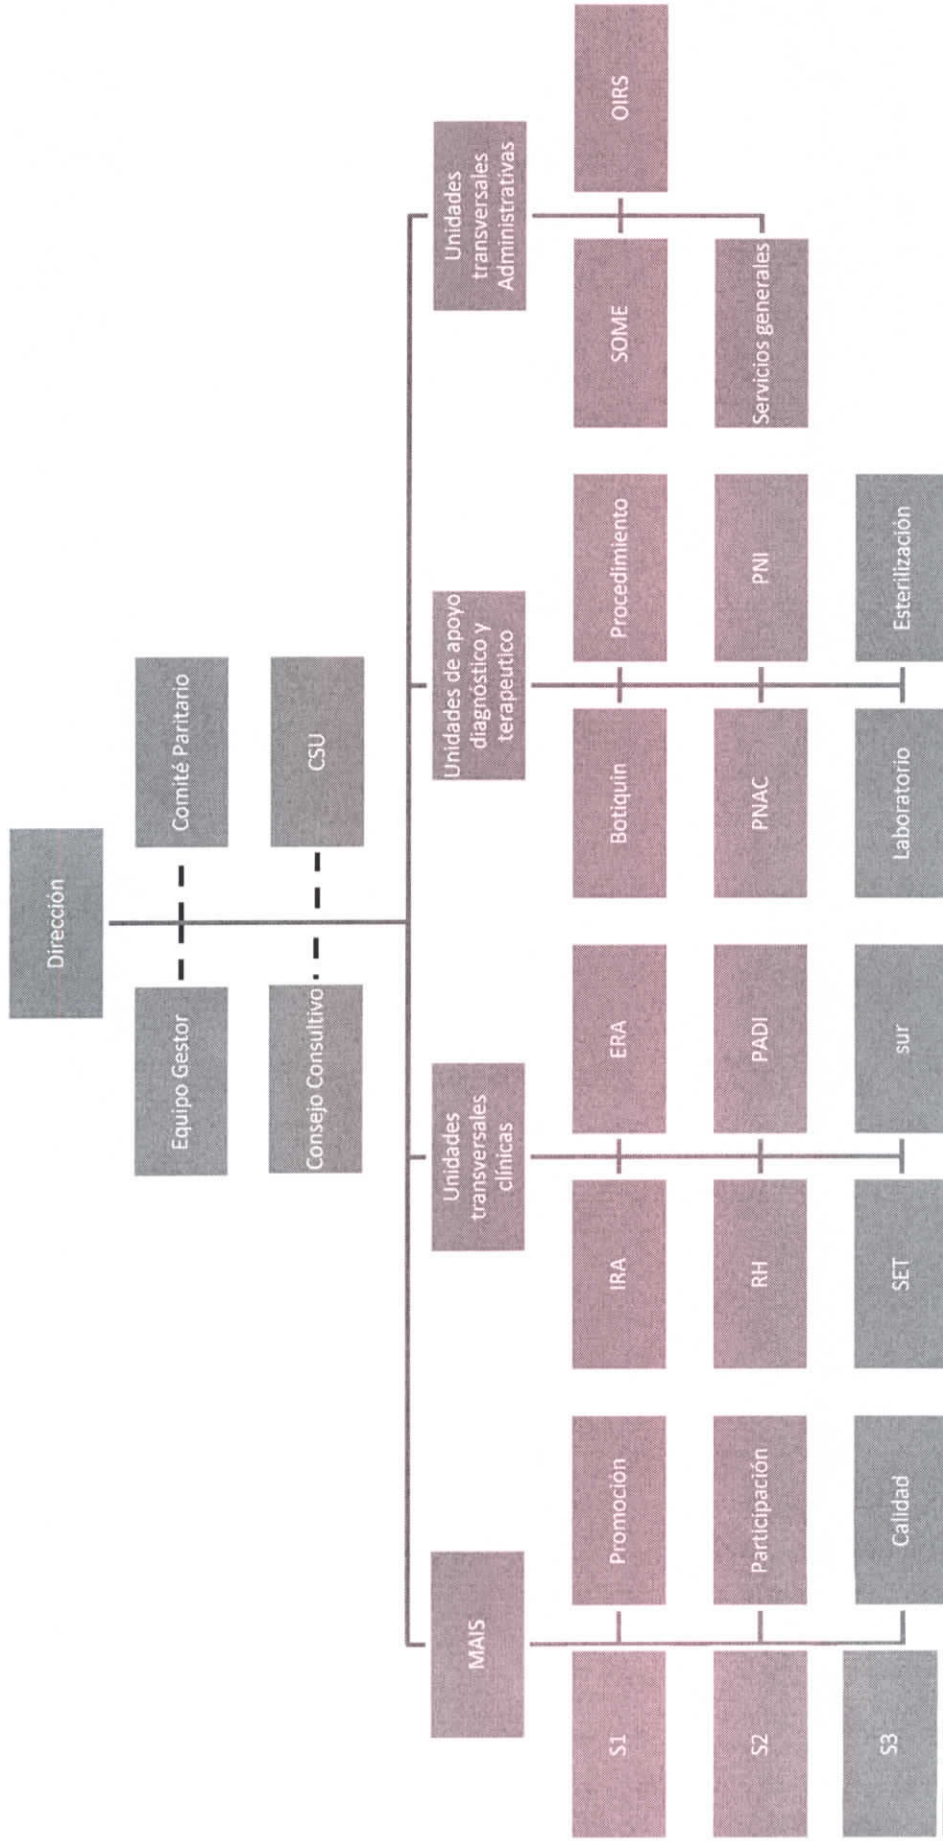 Dirección
Equipo Gestor
Comité Paritario
Consejo Consultivo
CSU
MAIS
Unidades
transversales
clínicas
Unidades de apoyo
diagnóstico y
terapeutico
Unidades
transversales
Administrativas
S1
Promoción
IRA
ERA
Botiquin
Procedimiento
SOME
OIRS
S2
Participación
RH
PADI
PNAC
PNI
Servicios generales
S3
Calidad
SET
sur
Laboratorio
Esterilización